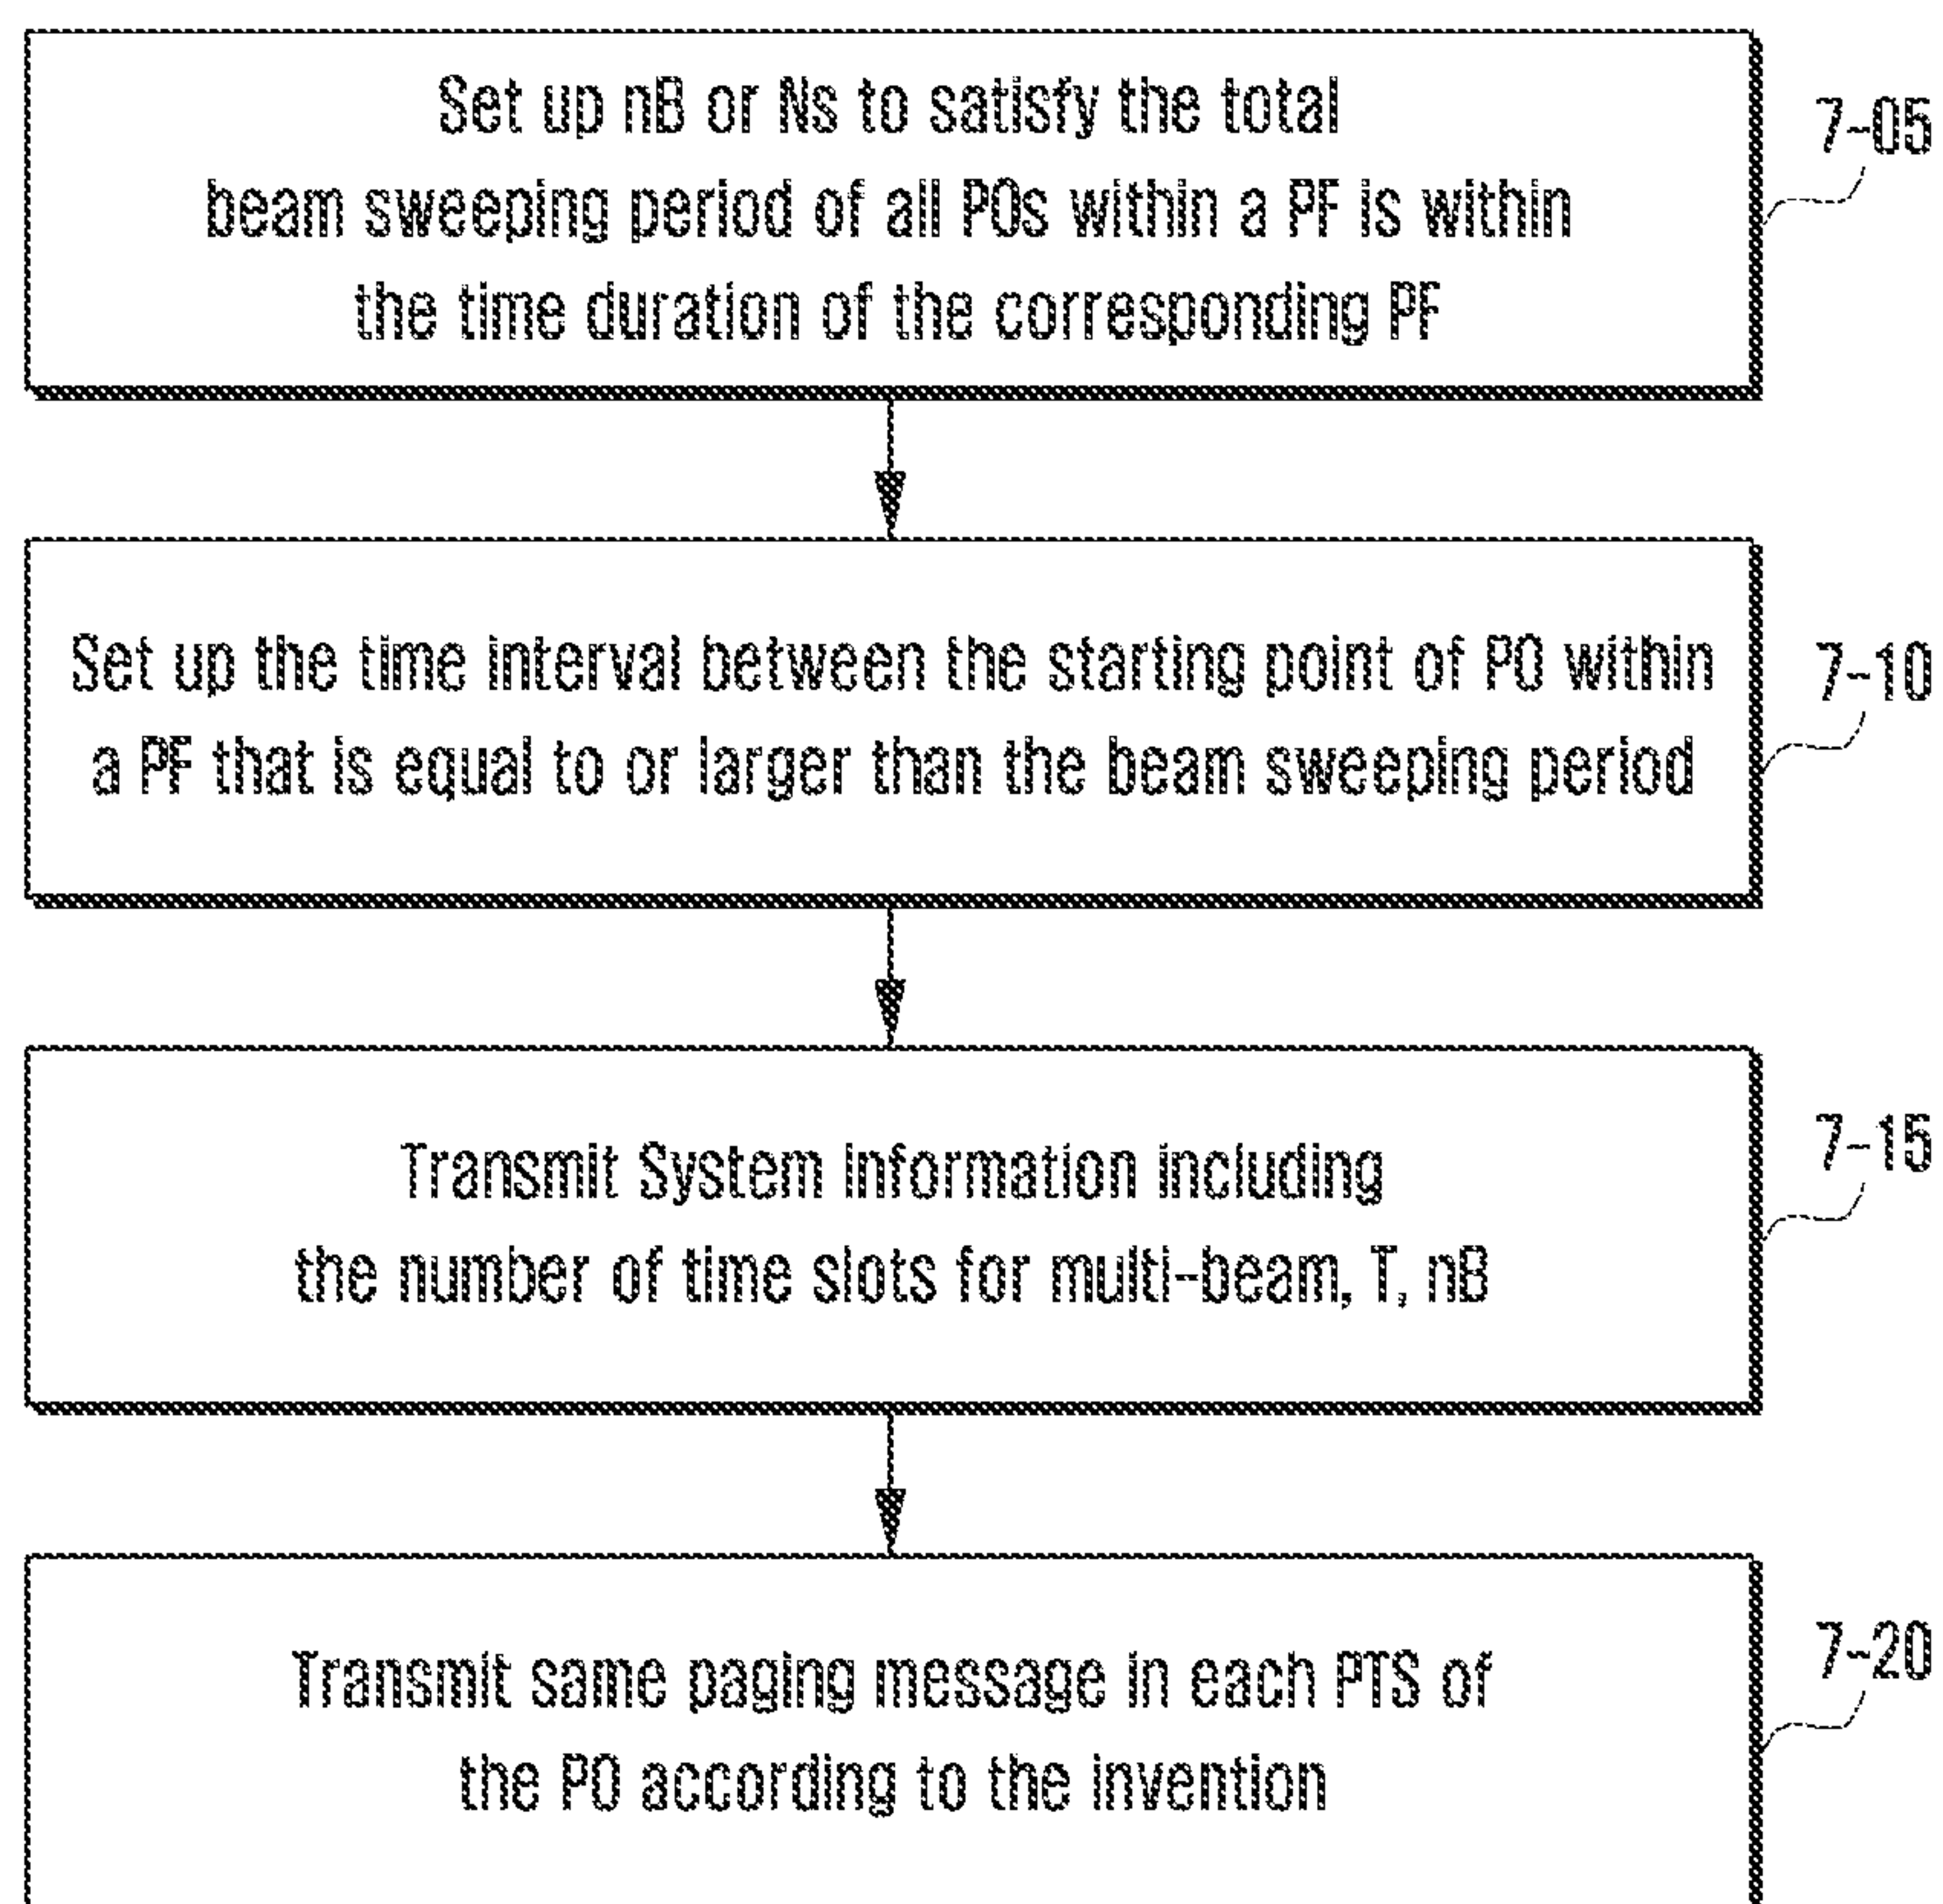 Set up nB or Ns to satisfy the total
beam sweeping period of all POs within a PF is within
the time duration of the corresponding PF
7-05
Set up the time interval between the starting point of PO within
a PF that is equal to or larger than the beam sweeping period
7-10
Transmit System Information including
the number of time slots for multi-beam, T, nB
7-15
Transmit same paging message in each PTS of
the PO according to the invention
7-20